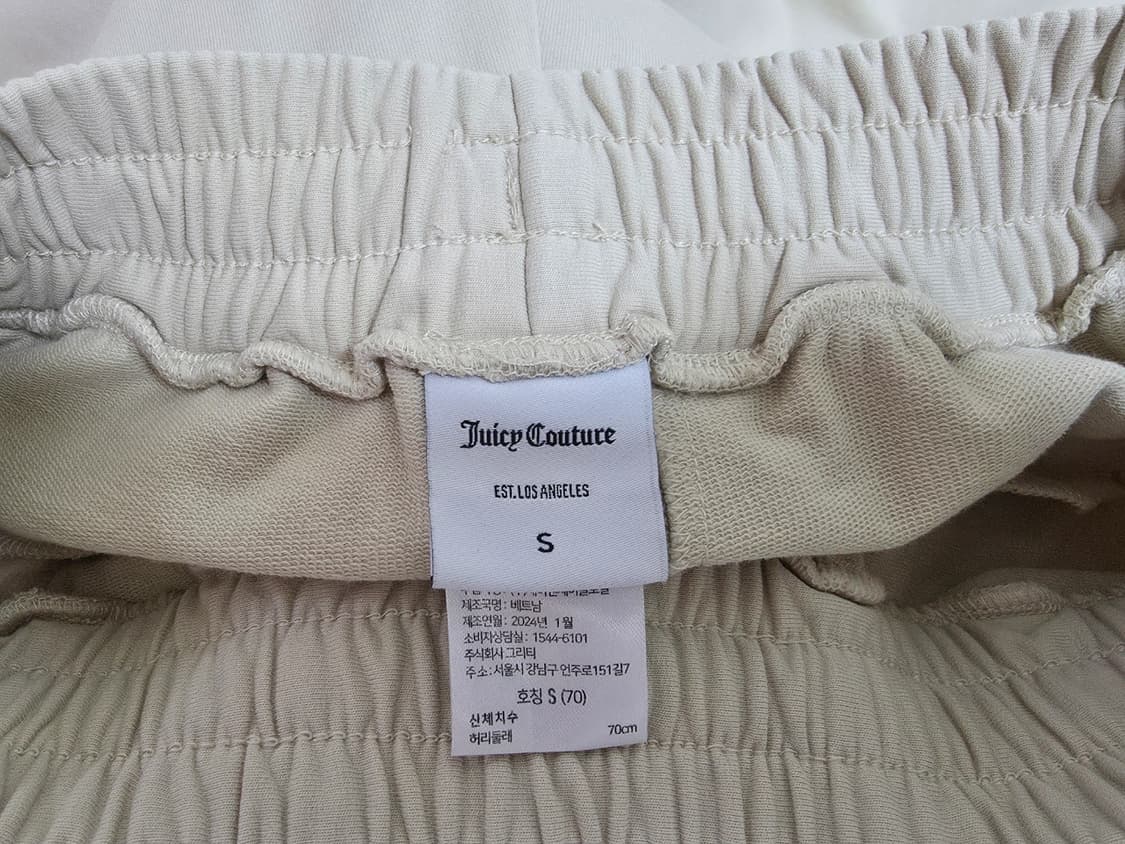 Juicy Couture
EST. LOS ANGELES
S
제조국명 : 베트남
제조연월 : 2024년 1월
소비자상담실 : 1544-6101
주식회사 그리티
주소 : 서울시 강남구 언주로151길7
호칭 S (70)
신체치수
허리둘레 70cm